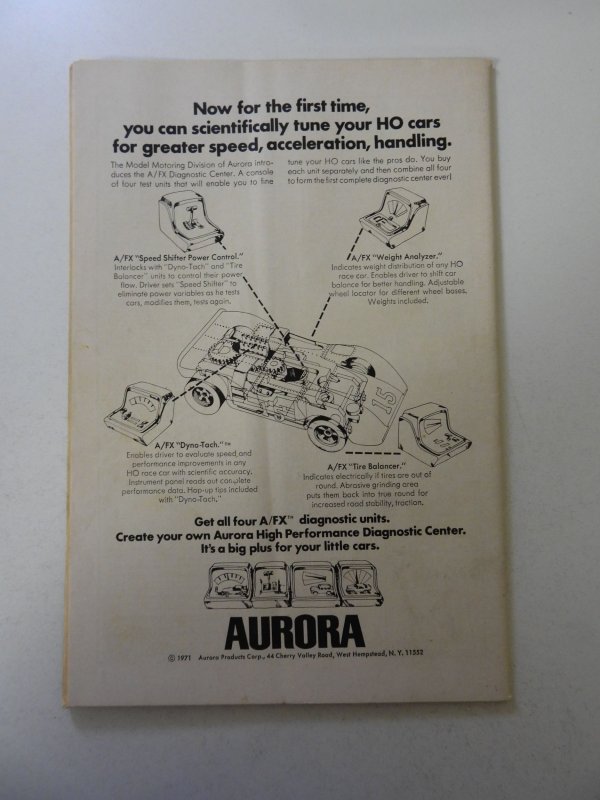 Now for the first time,
you can scientifically tune your HO cars
for greater speed, acceleration, handling.
The Model Motoring Division of Aurora intro-
duces the A/FX Diagnostic Center. A console
of four test units that will enable you to fine
tune your HO cars like the pros do. You buy
each unit separately and then combine all four
to form the first complete diagnostic center ever!
A/FX "Speed Shifter Power Control."
Interlocks with "Dyno-Tach" and "Tire
Balancer" units to control their power
flow. Driver sets "Speed Shifter" to
eliminate power variables as he tests
cars, modifies them, tests again.
A/FX "Weight Analyzer."
Indicates weight distribution of any HO
race car. Enables driver to shift car
balance for better handling. Adjustable
wheel locator for different wheel bases.
Weights included.
15
A/FX "Dyno-Tach."™
Enables driver to evaluate speed and
performance improvements in any
HO race car with scientific accuracy.
Instrument panel reads out complete
performance data. Hop-up tips included
with "Dyno-Tach."
A/FX "Tire Balancer."
Indicates electrically if tires are out of
round. Abrasive grinding area
puts them back into true round for
increased road stability, traction.
Get all four A/FX™ diagnostic units.
Create your own Aurora High Performance Diagnostic Center.
It's a big plus for your little cars.
AURORA
© 1971 Aurora Products Corp., 44 Cherry Valley Road, West Hempstead, N. Y. 11552